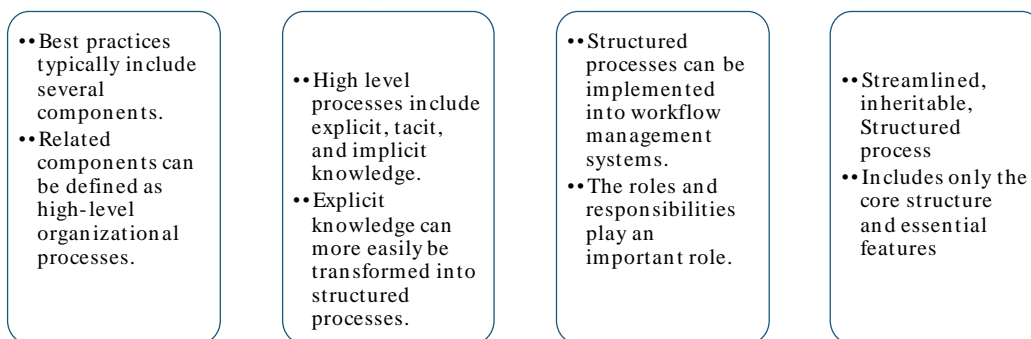 ••Best practices
typically include
several
components.
••Related
components can
be defined as
high-level
organizational
processes.
••High level
processes include
explicit, tacit,
and implicit
knowledge.
••Explicit
knowledge can
more easily be
transformed into
structured
processes.
••Structured
processes can be
implemented
into workflow
management
systems.
••The roles and
responsibilities
play an
important role.
••Streamlined,
inheritable,
Structured
process
••Includes only the
core structure
and essential
features